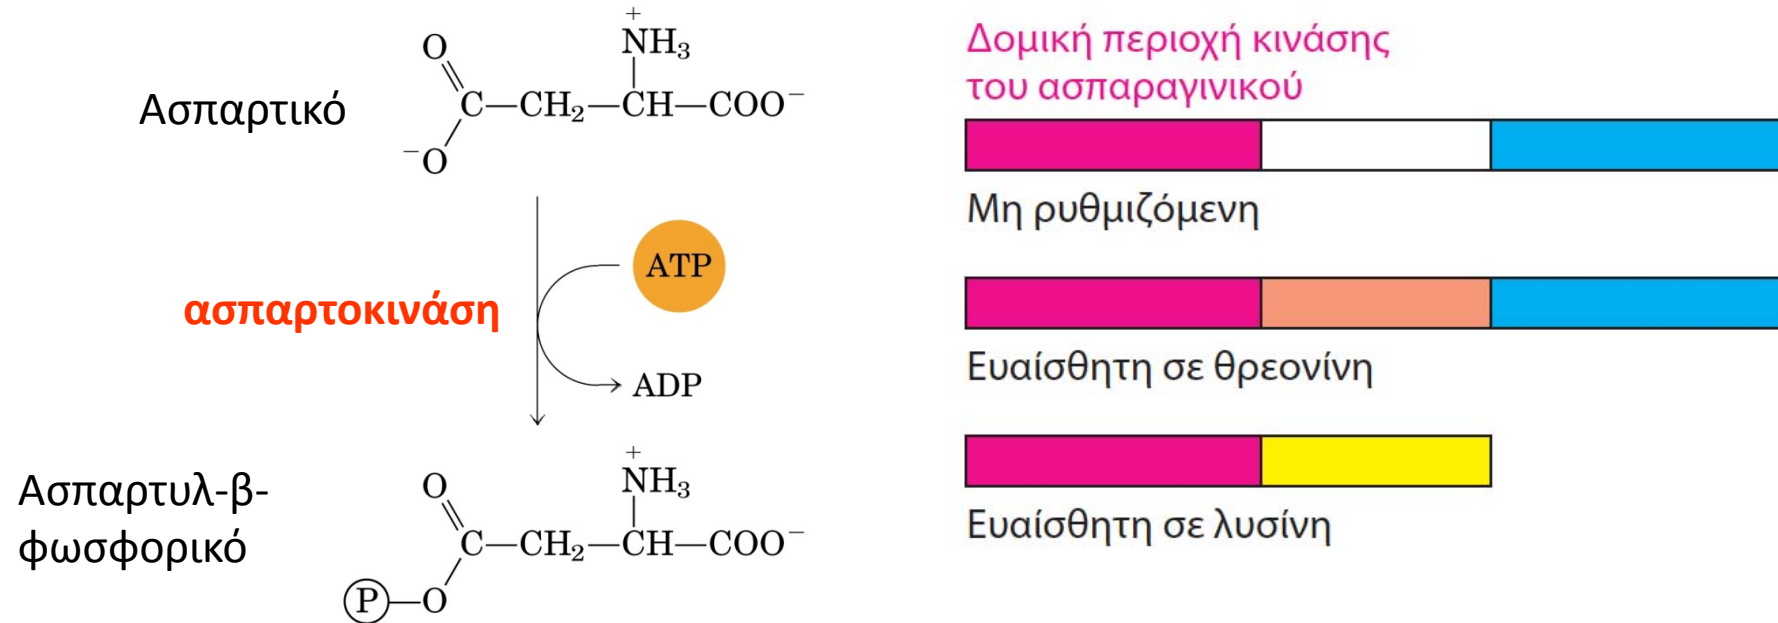 Ασπαρτικό
O
+
NH₃
C—CH₂—CH—COO⁻
⁻O
ασπαρτοκινάση
ATP
ADP
Ασπαρτυλ-β-
φωσφορικό
O
+
NH₃
C—CH₂—CH—COO⁻
P—O
Δομική περιοχή κινάσης
του ασπαραγινικού
Μη ρυθμιζόμενη
Ευαίσθητη σε θρεονίνη
Ευαίσθητη σε λυσίνη